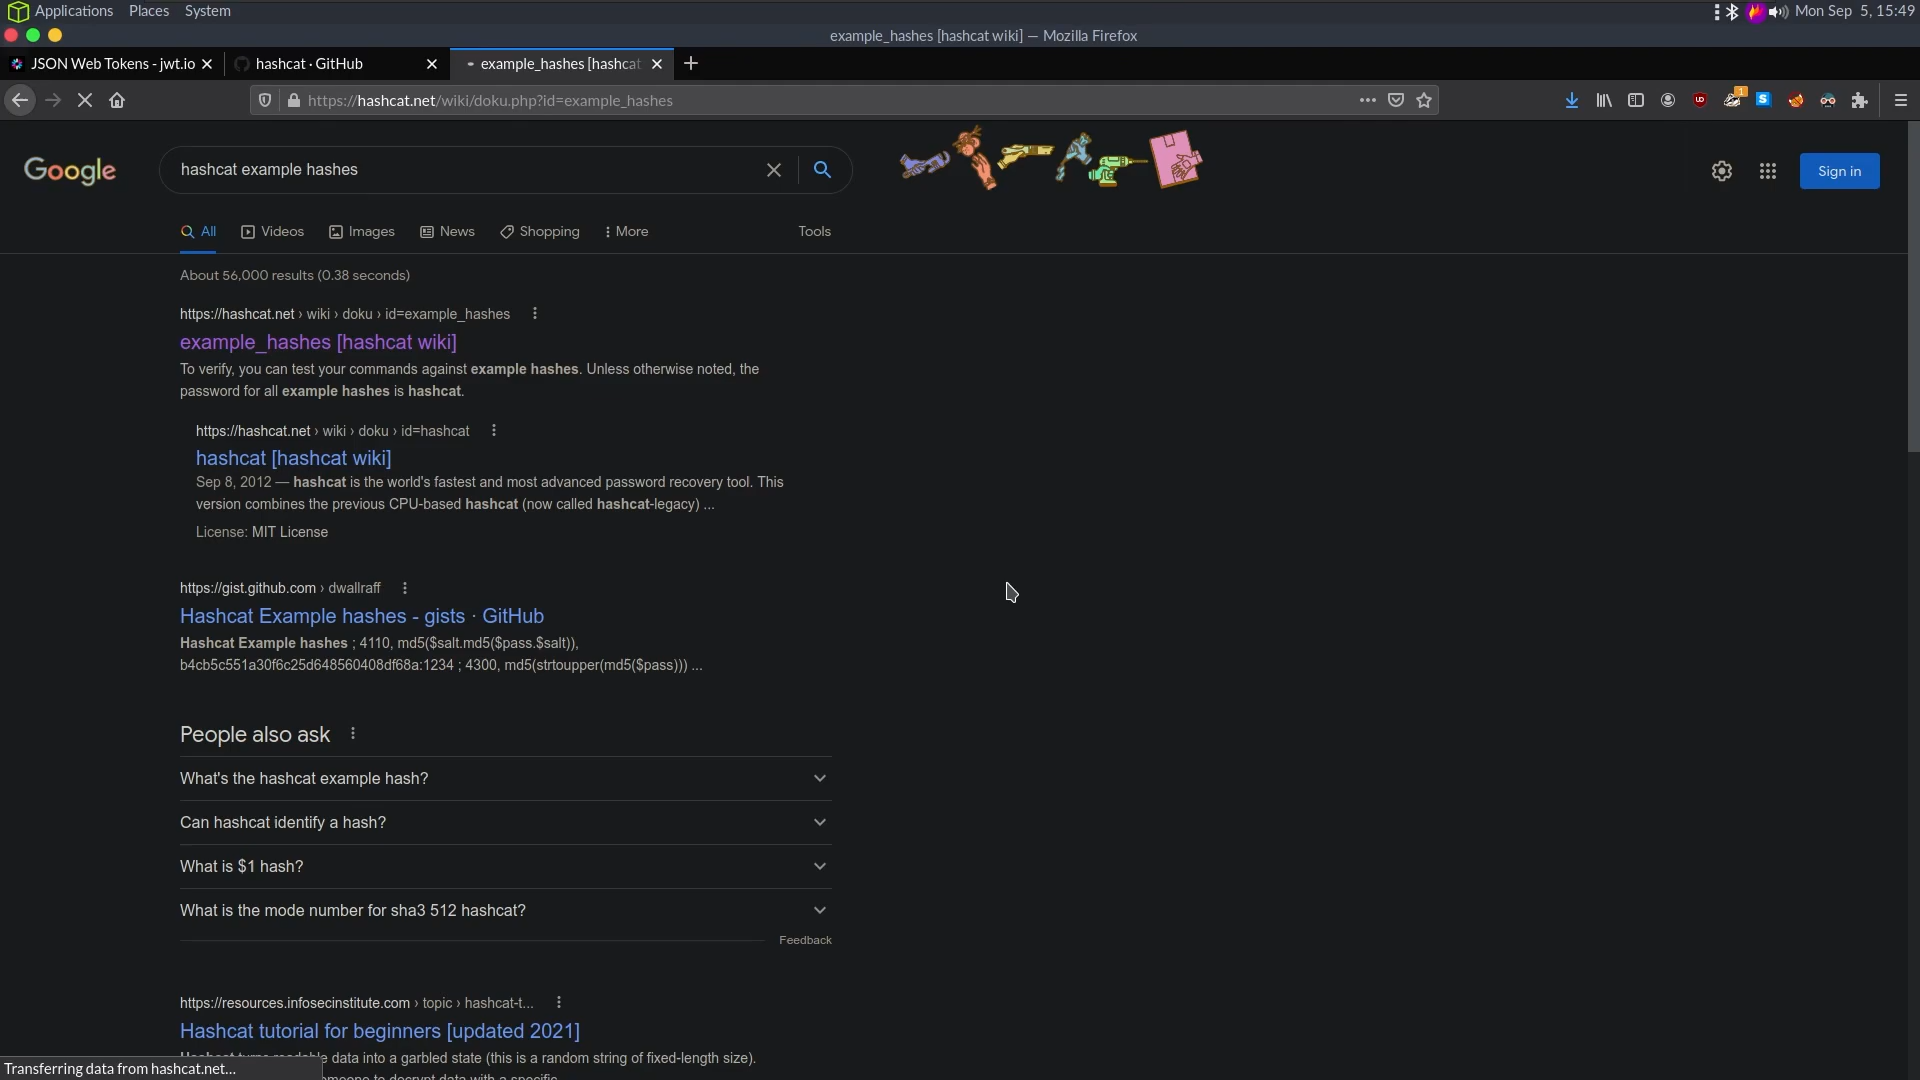 Applications Places System
Mon Sep 5, 15:49
example_hashes [hashcat wiki] — Mozilla Firefox
JSON Web Tokens - jwt.io
hashcat · GitHub
example_hashes [hashcat
https://hashcat.net/wiki/doku.php?id=example_hashes
1
Google
hashcat example hashes
Sign in
All Videos Images News Shopping More Tools
About 56,000 results (0.38 seconds)
https://hashcat.net › wiki › doku › id=example_hashes
example_hashes [hashcat wiki]
To verify, you can test your commands against example hashes. Unless otherwise noted, the
password for all example hashes is hashcat.
https://hashcat.net › wiki › doku › id=hashcat
hashcat [hashcat wiki]
Sep 8, 2012 — hashcat is the world's fastest and most advanced password recovery tool. This
version combines the previous CPU-based hashcat (now called hashcat-legacy) ...
License: MIT License
https://gist.github.com › dwallraff
Hashcat Example hashes - gists · GitHub
Hashcat Example hashes ; 4110, md5($salt.md5($pass.$salt)),
b4cb5c551a30f6c25d648560408df68a:1234 ; 4300, md5(strtoupper(md5($pass))) ...
People also ask
What's the hashcat example hash?
Can hashcat identify a hash?
What is $1 hash?
What is the mode number for sha3 512 hashcat?
Feedback
https://resources.infosecinstitute.com › topic › hashcat-t...
Hashcat tutorial for beginners [updated 2021]
data into a garbled state (this is a random string of fixed-length size).
Transferring data from hashcat.net...
to decrypt data with a specific